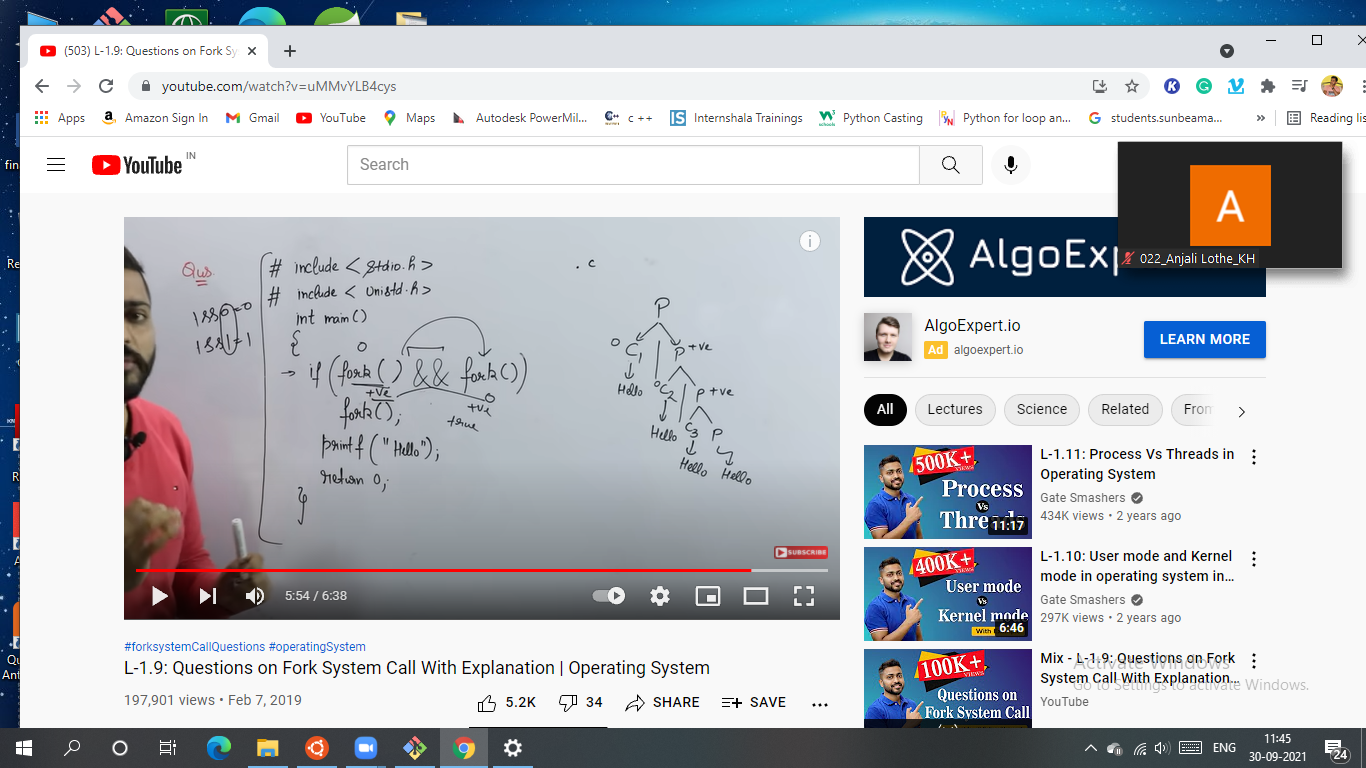 (503) L-1.9: Questions on Fork Sy
youtube.com/watch?v=uMMvYLB4cys
Apps
Amazon Sign In
Gmail
YouTube
Maps
Autodesk PowerMil...
c ++
Internshala Trainings
Python Casting
Python for loop an...
students.sunbeama...
»
Reading lis
fin
Re
YouTube IN
Search
A
022_Anjali Lothe_KH
Qus.
# include <stdio.h>
# include <unistd.h>
int main()
{
0
→ if (fork() && fork())
+ve
+ve
0
true
fork();
printf("Hello");
return 0;
}
. c
P
0 C1 P +ve
Hello 0 C2 P +ve
Hello C3 P
Hello Hello
SUBSCRIBE
5:54 / 6:38
#forksystemCallQuestions #operatingSystem
L-1.9: Questions on Fork System Call With Explanation | Operating System
197,901 views • Feb 7, 2019
5.2K
34
SHARE
SAVE
AlgoExp
AlgoExpert.io
Ad algoexpert.io
LEARN MORE
All
Lectures
Science
Related
From
500K+
VIEWS
Process
Vs
Threads
11:17
L-1.11: Process Vs Threads in
Operating System
Gate Smashers
434K views • 2 years ago
400K+
VIEWS
User mode
Vs
Kernel mode
With
6:46
L-1.10: User mode and Kernel
mode in operating system in...
Gate Smashers
297K views • 2 years ago
100K+
VIEWS
Questions on
Fork System Call
Mix - L-1.9: Questions on Fork
System Call With Explanation...
YouTube
Activate Windows
Go to Settings to activate Windows.
ENG
11:45
30-09-2021
24